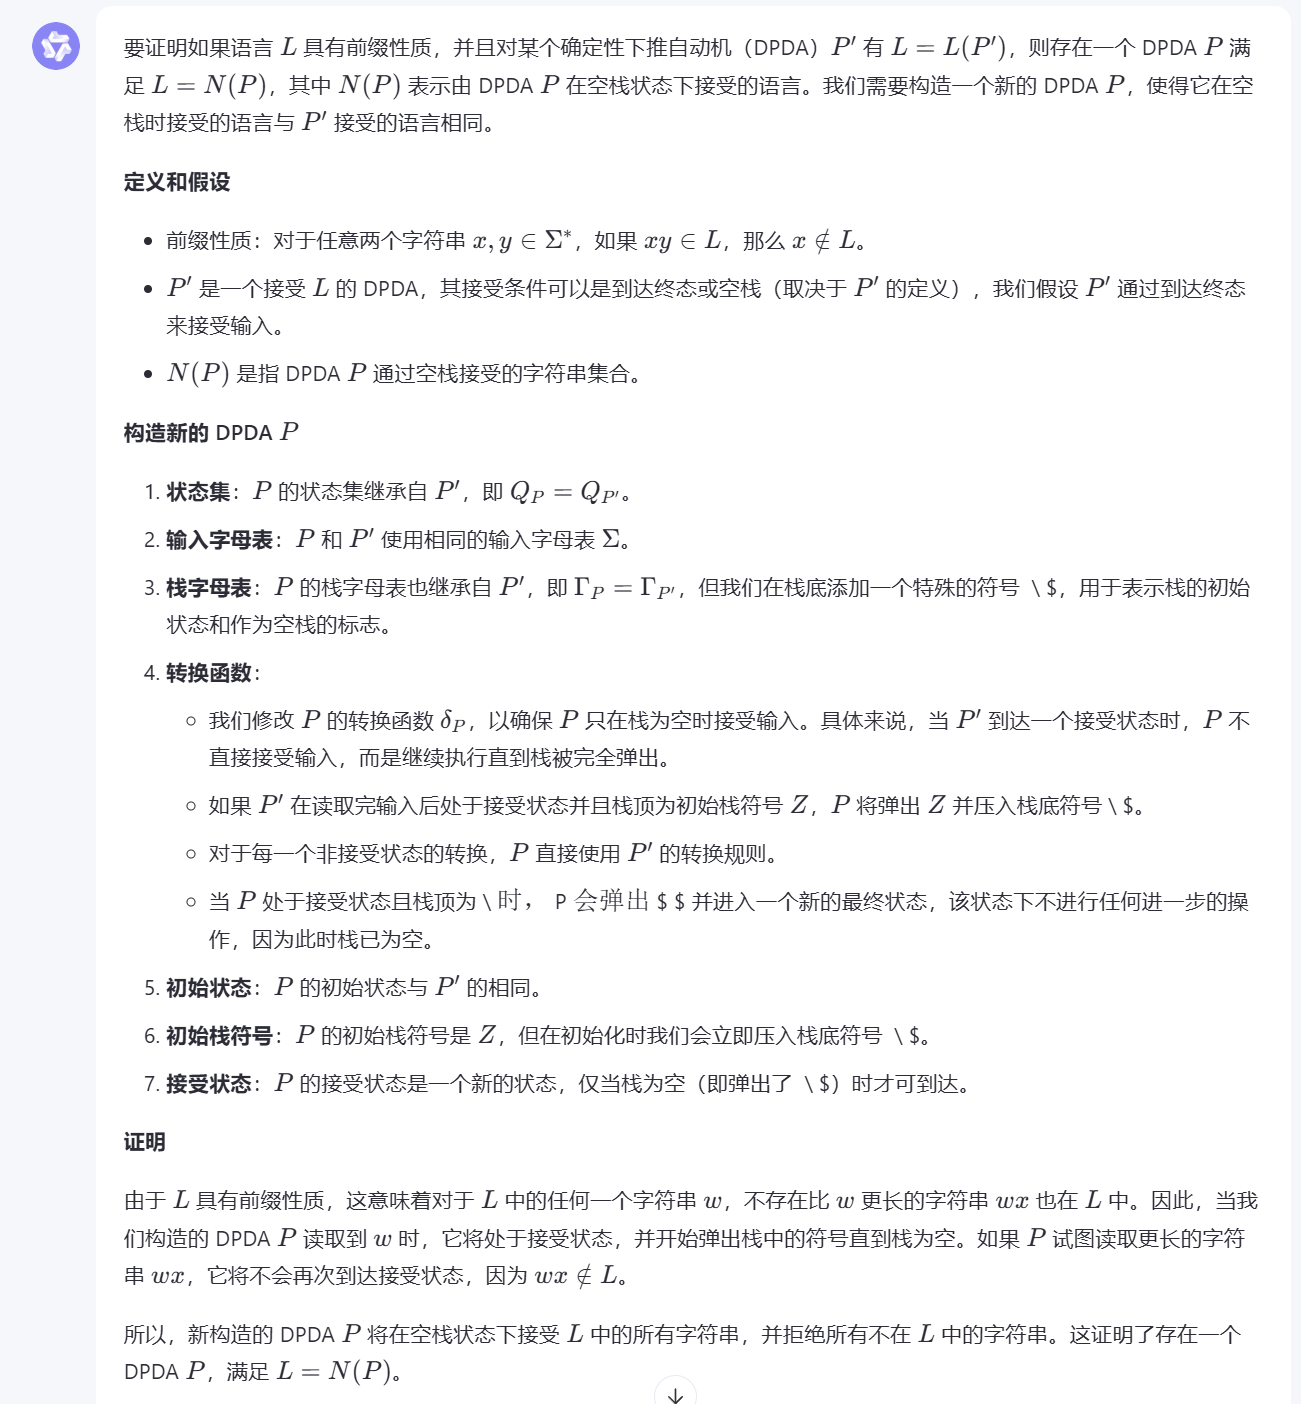 要证明如果语言 L 具有前缀性质，并且对某个确定性下推自动机（DPDA）P′ 有 L = L(P′)，则存在一个 DPDA P 满
足 L = N(P)，其中 N(P) 表示由 DPDA P 在空栈状态下接受的语言。我们需要构造一个新的 DPDA P，使得它在空
栈时接受的语言与 P′ 接受的语言相同。
定义和假设
• 前缀性质：对于任意两个字符串 x, y ∈ Σ*，如果 xy ∈ L，那么 x ∉ L。
• P′ 是一个接受 L 的 DPDA，其接受条件可以是到达终态或空栈（取决于 P′ 的定义），我们假设 P′ 通过到达终态
来接受输入。
• N(P) 是指 DPDA P 通过空栈接受的字符串集合。
构造新的 DPDA P
1. 状态集：P 的状态集继承自 P′，即 Q_P = Q_{P′}。
2. 输入字母表：P 和 P′ 使用相同的输入字母表 Σ。
3. 栈字母表：P 的栈字母表也继承自 P′，即 Γ_P = Γ_{P′}，但我们在栈底添加一个特殊的符号 \ $，用于表示栈的初始
状态和作为空栈的标志。
4. 转换函数：
◦ 我们修改 P 的转换函数 δ_P，以确保 P 只在栈为空时接受输入。具体来说，当 P′ 到达一个接受状态时，P 不
直接接受输入，而是继续执行直到栈被完全弹出。
◦ 如果 P′ 在读取完输入后处于接受状态并且栈顶为初始栈符号 Z，P 将弹出 Z 并压入栈底符号 \ $。
◦ 对于每一个非接受状态的转换，P 直接使用 P′ 的转换规则。
◦ 当 P 处于接受状态且栈顶为 \ 时， P 会弹出 $ $ 并进入一个新的最终状态，该状态下不进行任何进一步的操
作，因为此时栈已为空。
5. 初始状态：P 的初始状态与 P′ 的相同。
6. 初始栈符号：P 的初始栈符号是 Z，但在初始化时我们会立即压入栈底符号 \ $。
7. 接受状态：P 的接受状态是一个新的状态，仅当栈为空（即弹出了 \ $）时才可到达。
证明
由于 L 具有前缀性质，这意味着对于 L 中的任何一个字符串 w，不存在比 w 更长的字符串 wx 也在 L 中。因此，当我
们构造的 DPDA P 读取到 w 时，它将处于接受状态，并开始弹出栈中的符号直到栈为空。如果 P 试图读取更长的字符
串 wx，它将不会再次到达接受状态，因为 wx ∉ L。
所以，新构造的 DPDA P 将在空栈状态下接受 L 中的所有字符串，并拒绝所有不在 L 中的字符串。这证明了存在一个
DPDA P，满足 L = N(P)。